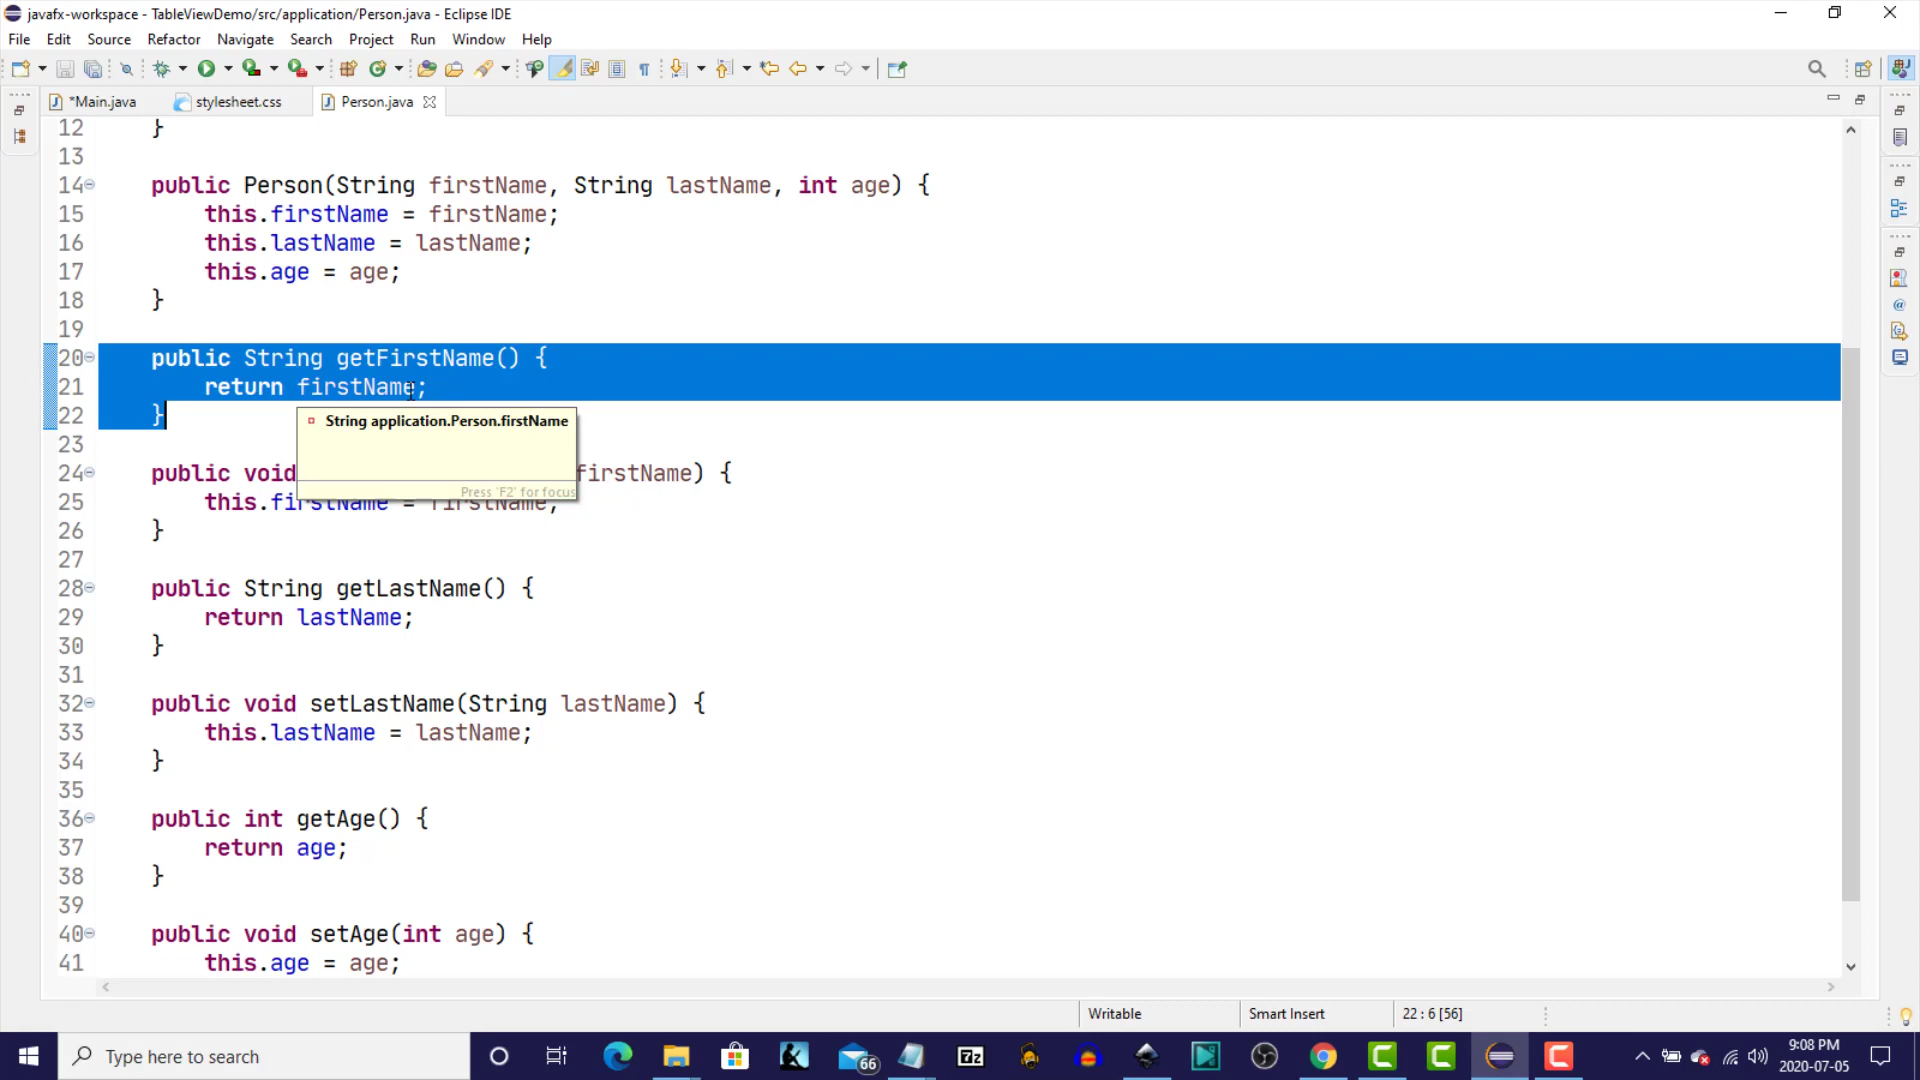 javafx-workspace - TableViewDemo/src/application/Person.java - Eclipse IDE
File Edit Source Refactor Navigate Search Project Run Window Help
*Main.java stylesheet.css Person.java
12 }
13
14 public Person(String firstName, String lastName, int age) {
15 this.firstName = firstName;
16 this.lastName = lastName;
17 this.age = age;
18 }
19
20 public String getFirstName() {
21 return firstName;
22 }
String application.Person.firstName
23
24 public void firstName) {
Press 'F2' for focus
25 this.firstName = firstName;
26 }
27
28 public String getLastName() {
29 return lastName;
30 }
31
32 public void setLastName(String lastName) {
33 this.lastName = lastName;
34 }
35
36 public int getAge() {
37 return age;
38 }
39
40 public void setAge(int age) {
41 this.age = age;
Writable Smart Insert 22 : 6 [56]
Type here to search
66
7z
9:08 PM
2020-07-05